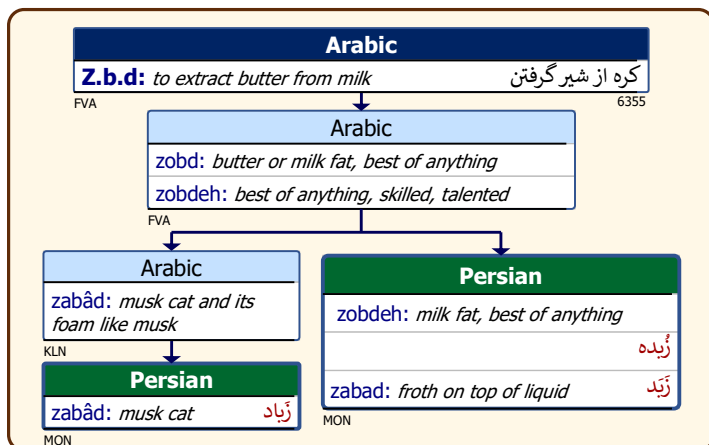 Arabic
Z.b.d: to extract butter from milk کره از شیر گرفتن
FVA 6355
Arabic
zobd: butter or milk fat, best of anything
zobdeh: best of anything, skilled, talented
FVA
Arabic
zabâd: musk cat and its
foam like musk
KLN
Persian
zabâd: musk cat زَباد
MON
Persian
zobdeh: milk fat, best of anything
زُبده
zabad: froth on top of liquid زَبَد
MON